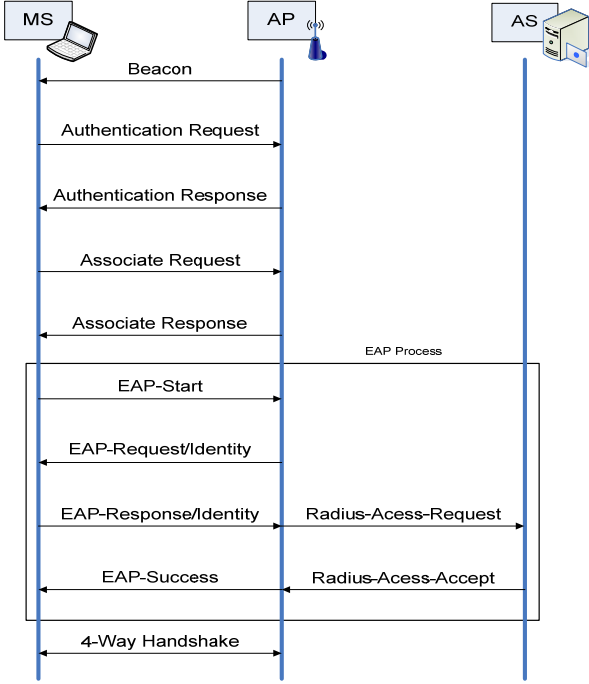 MS
AP
AS
Beacon
Authentication Request
Authentication Response
Associate Request
Associate Response
EAP Process
EAP-Start
EAP-Request/Identity
EAP-Response/Identity
Radius-Acess-Request
EAP-Success
Radius-Acess-Accept
4-Way Handshake